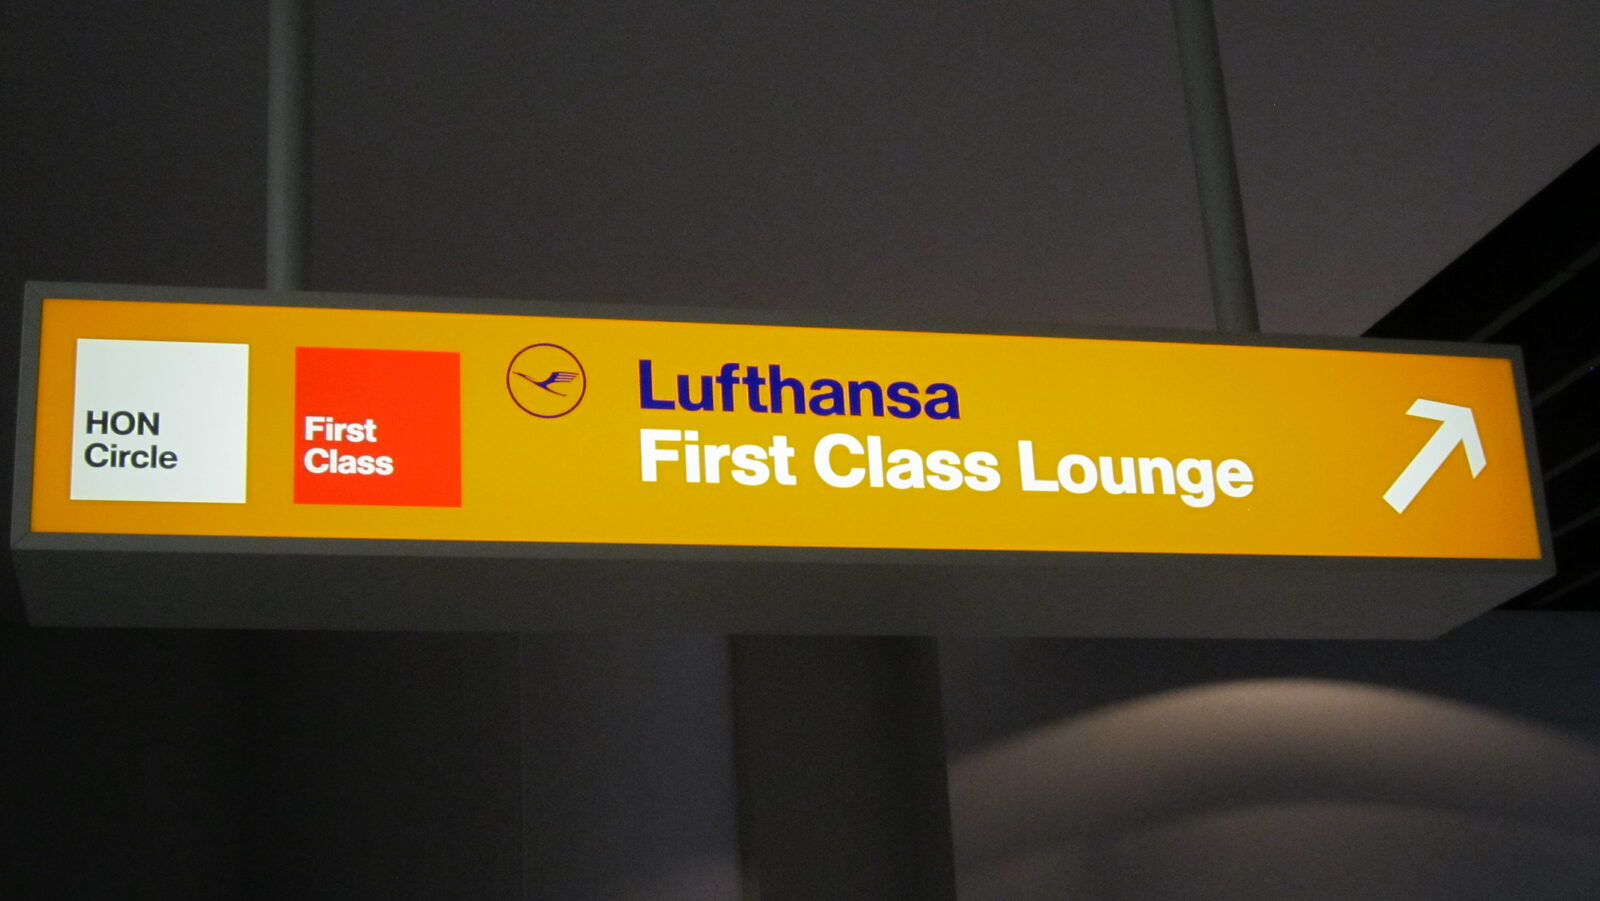 HON
Circle
First
Class
Lufthansa
First Class Lounge